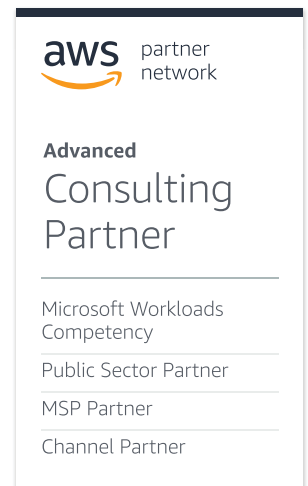 aws partner
network
Advanced
Consulting
Partner
Microsoft Workloads
Competency
Public Sector Partner
MSP Partner
Channel Partner